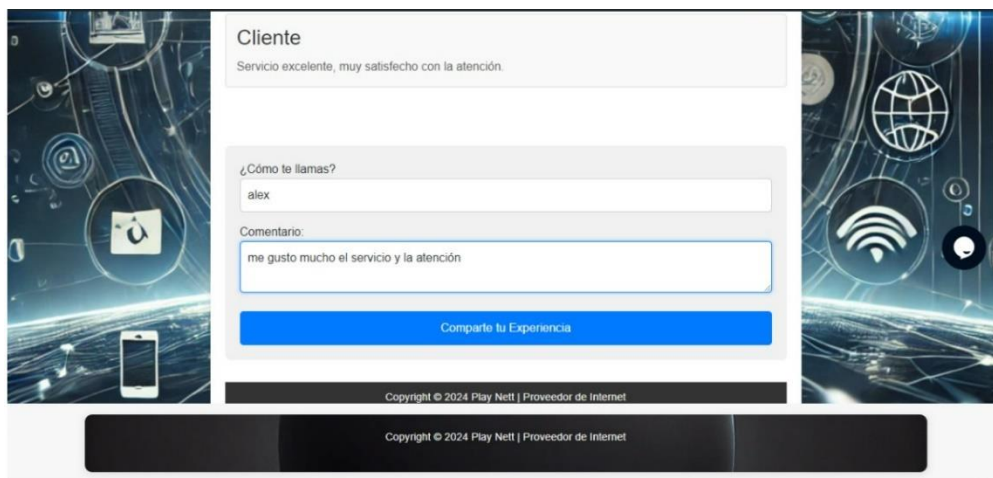 Cliente
Servicio excelente, muy satisfecho con la atención.
¿Cómo te llamas?
alex
Comentario:
me gusto mucho el servicio y la atención
Comparte tu Experiencia
Copyright © 2024 Play Nett | Proveedor de Internet
Copyright © 2024 Play Nett | Proveedor de Internet